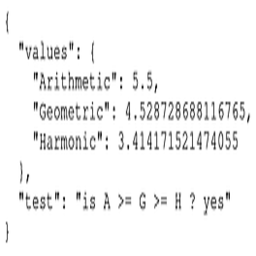 {
  "values": {
    "Arithmetic": 5.5,
    "Geometric": 4.528728688116765,
    "Harmonic": 3.414171521474055
  },
  "test": "is A >= G >= H ? yes"
}